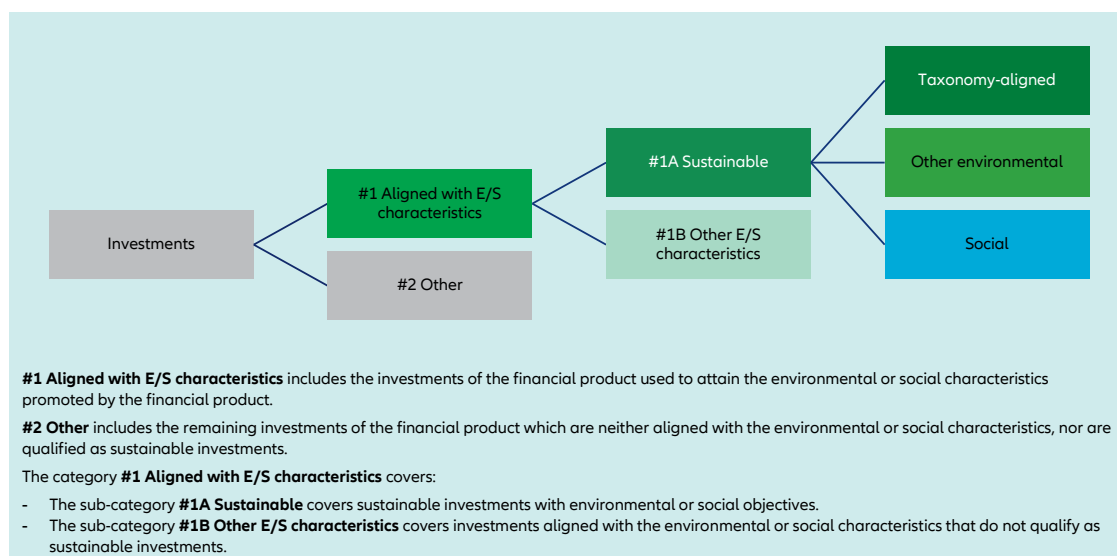 Taxonomy-aligned
#1A Sustainable
Other environmental
#1 Aligned with E/S
characteristics
#1B Other E/S
characteristics
Investments
Social
#2 Other
#1 Aligned with E/S characteristics includes the investments of the financial product used to attain the environmental or social characteristics
promoted by the financial product.
#2 Other includes the remaining investments of the financial product which are neither aligned with the environmental or social characteristics, nor are
qualified as sustainable investments.
The category #1 Aligned with E/S characteristics covers:
- The sub-category #1A Sustainable covers sustainable investments with environmental or social objectives.
- The sub-category #1B Other E/S characteristics covers investments aligned with the environmental or social characteristics that do not qualify as
sustainable investments.